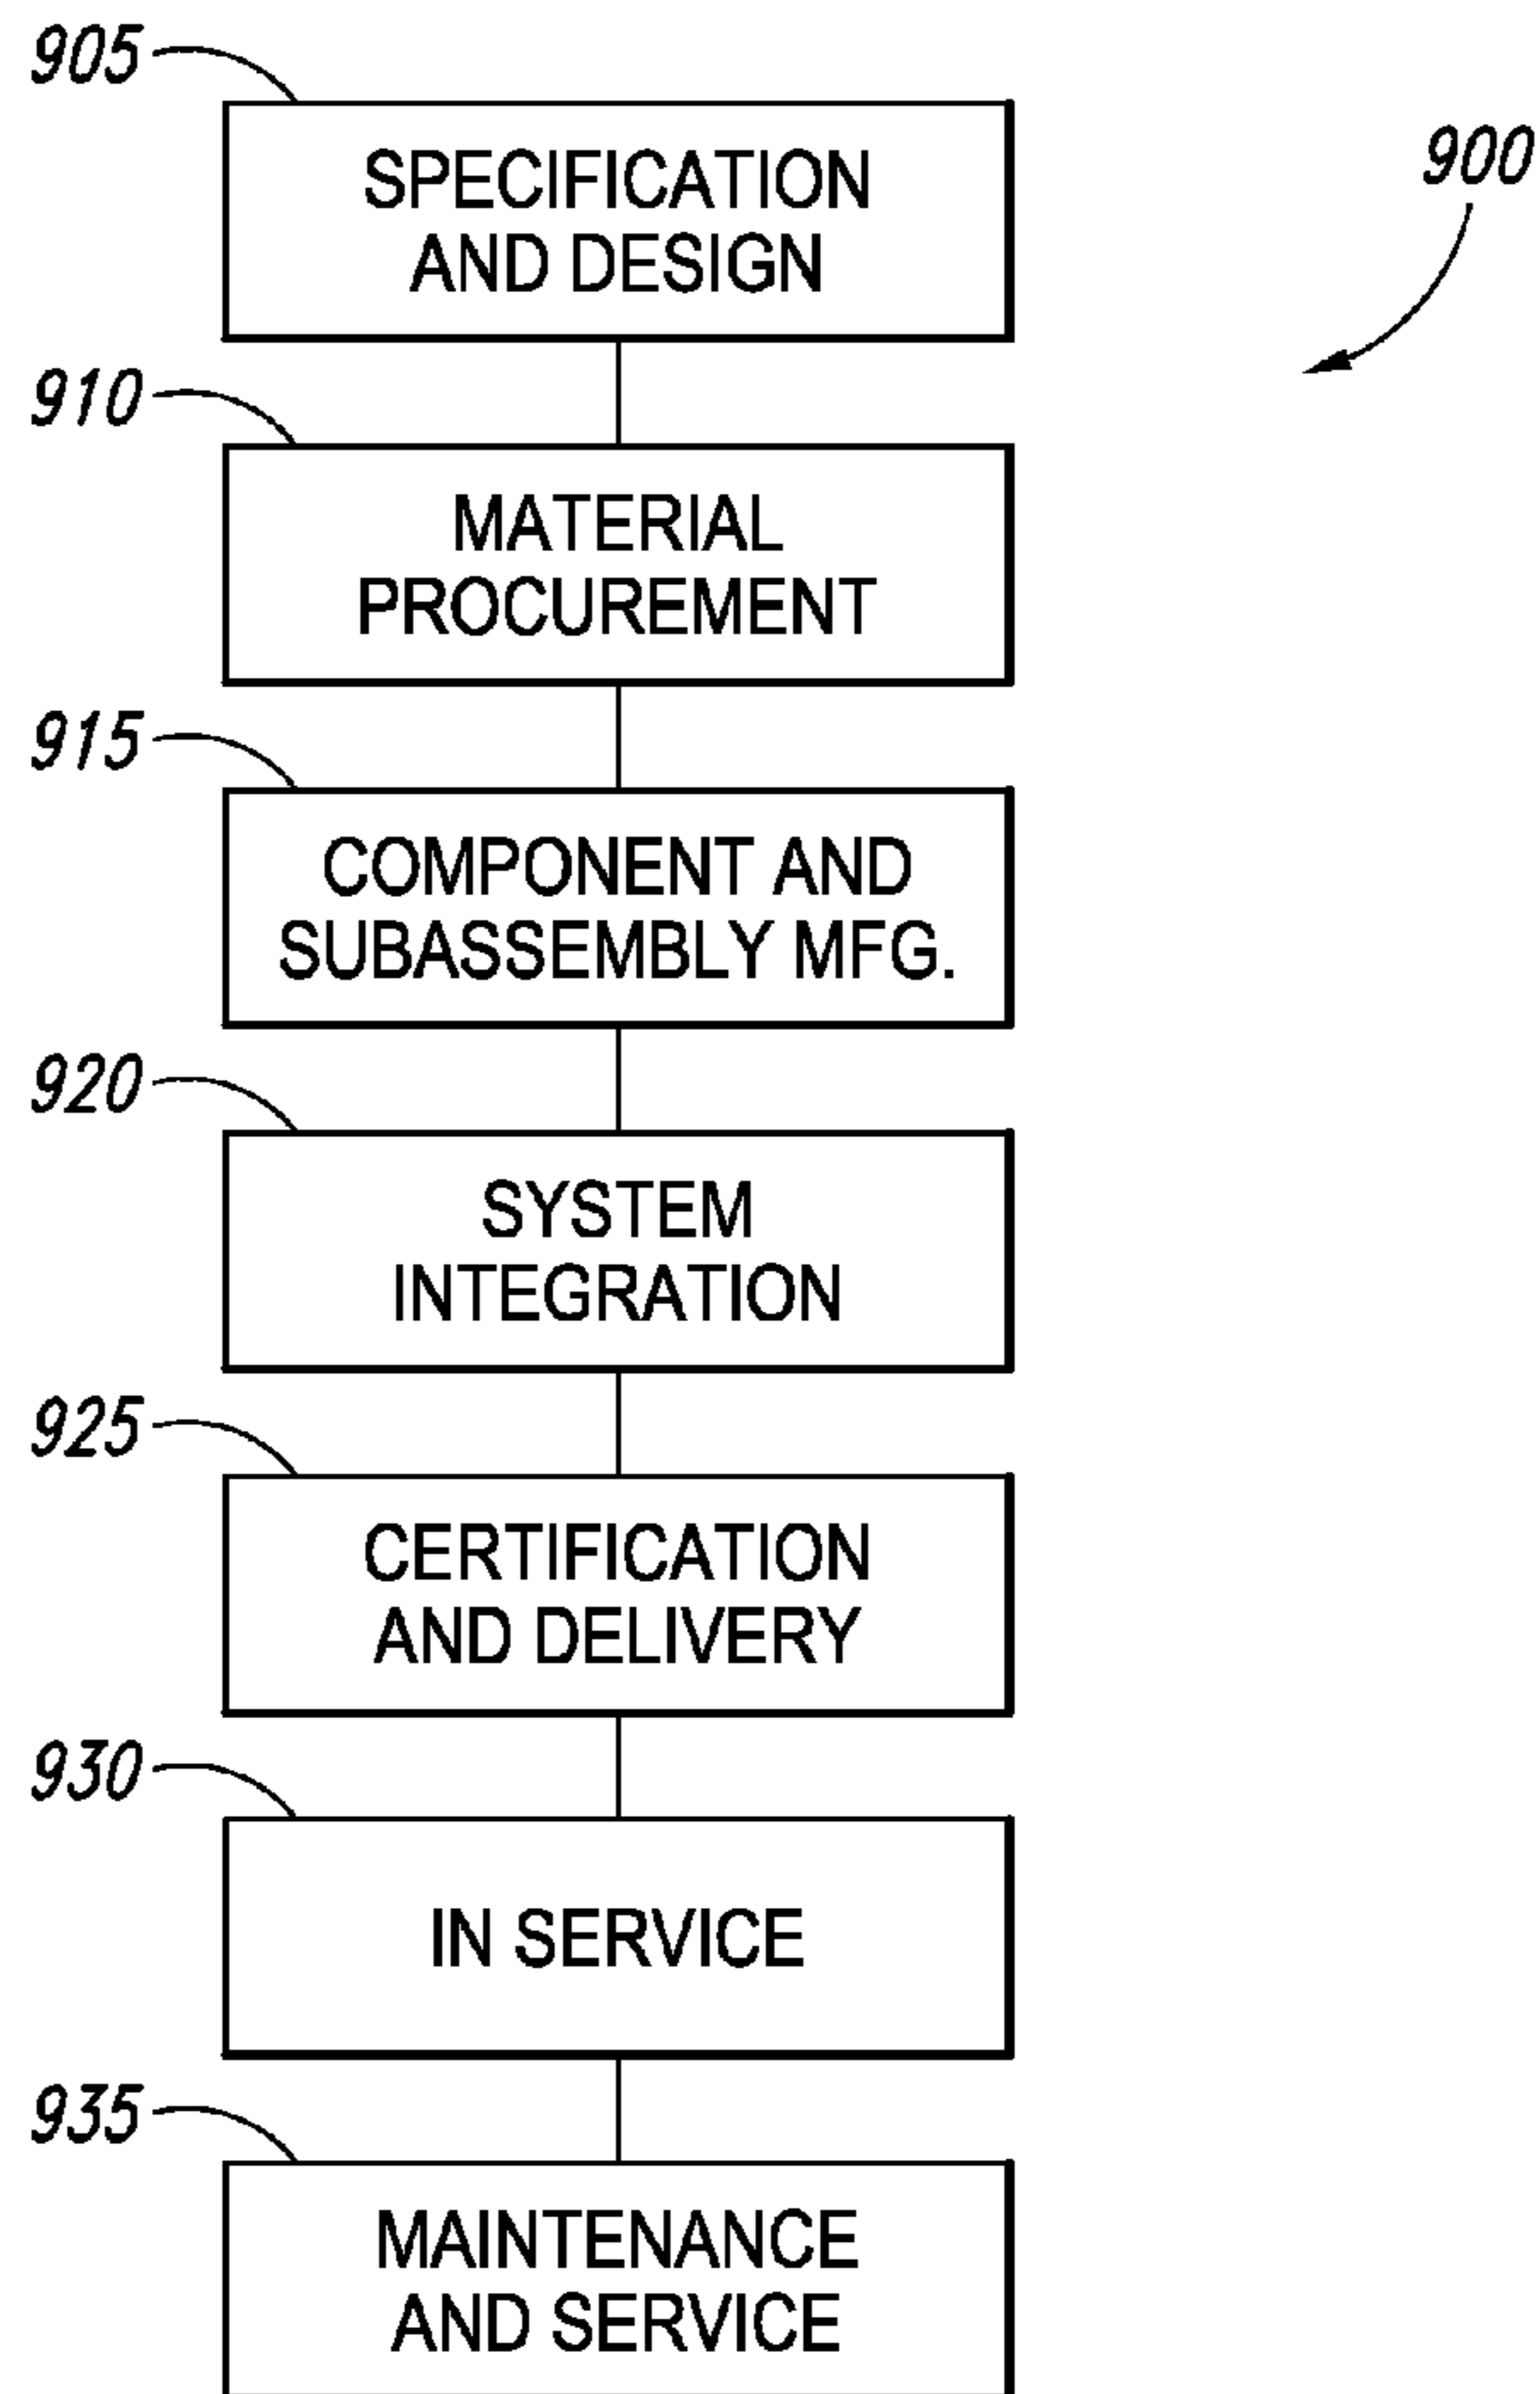 905
SPECIFICATION
AND DESIGN
900
910
MATERIAL
PROCUREMENT
915
COMPONENT AND
SUBASSEMBLY MFG.
920
SYSTEM
INTEGRATION
925
CERTIFICATION
AND DELIVERY
930
IN SERVICE
935
MAINTENANCE
AND SERVICE